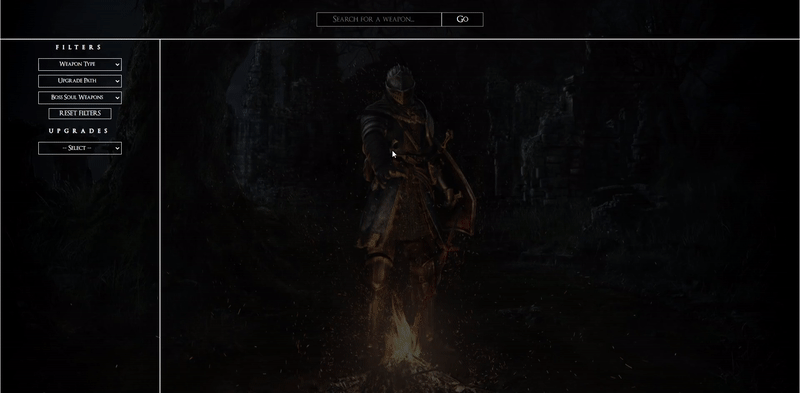 Search for a weapon...
Go
FILTERS
Weapon Type
Upgrade Path
Boss Soul Weapons
RESET FILTERS
UPGRADES
-- Select --